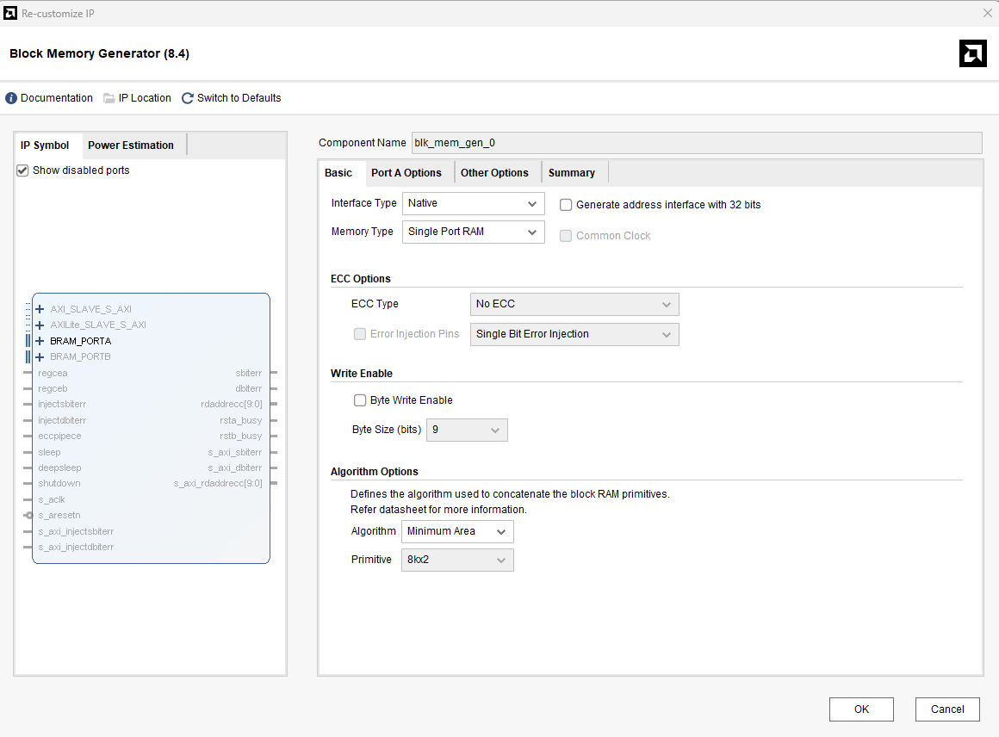 Re-customize IP
Block Memory Generator (8.4)
Documentation IP Location Switch to Defaults
IP Symbol Power Estimation
Show disabled ports
AXI_SLAVE_S_AXI
AXILite_SLAVE_S_AXI
BRAM_PORTA
BRAM_PORTB
regcea sbiterr
regceb dbiterr
injectsbiterr rdaddrecc[9:0]
injectdbiterr rsta_busy
eccpipece rstb_busy
sleep s_axi_sbiterr
deepsleep s_axi_dbiterr
shutdown s_axi_rdaddrecc[9:0]
s_aclk
s_aresetn
s_axi_injectsbiterr
s_axi_injectdbiterr
Component Name blk_mem_gen_0
Basic Port A Options Other Options Summary
Interface Type Native Generate address interface with 32 bits
Memory Type Single Port RAM Common Clock
ECC Options
ECC Type No ECC
Error Injection Pins Single Bit Error Injection
Write Enable
Byte Write Enable
Byte Size (bits) 9
Algorithm Options
Defines the algorithm used to concatenate the block RAM primitives.
Refer datasheet for more information.
Algorithm Minimum Area
Primitive 8kx2
OK Cancel